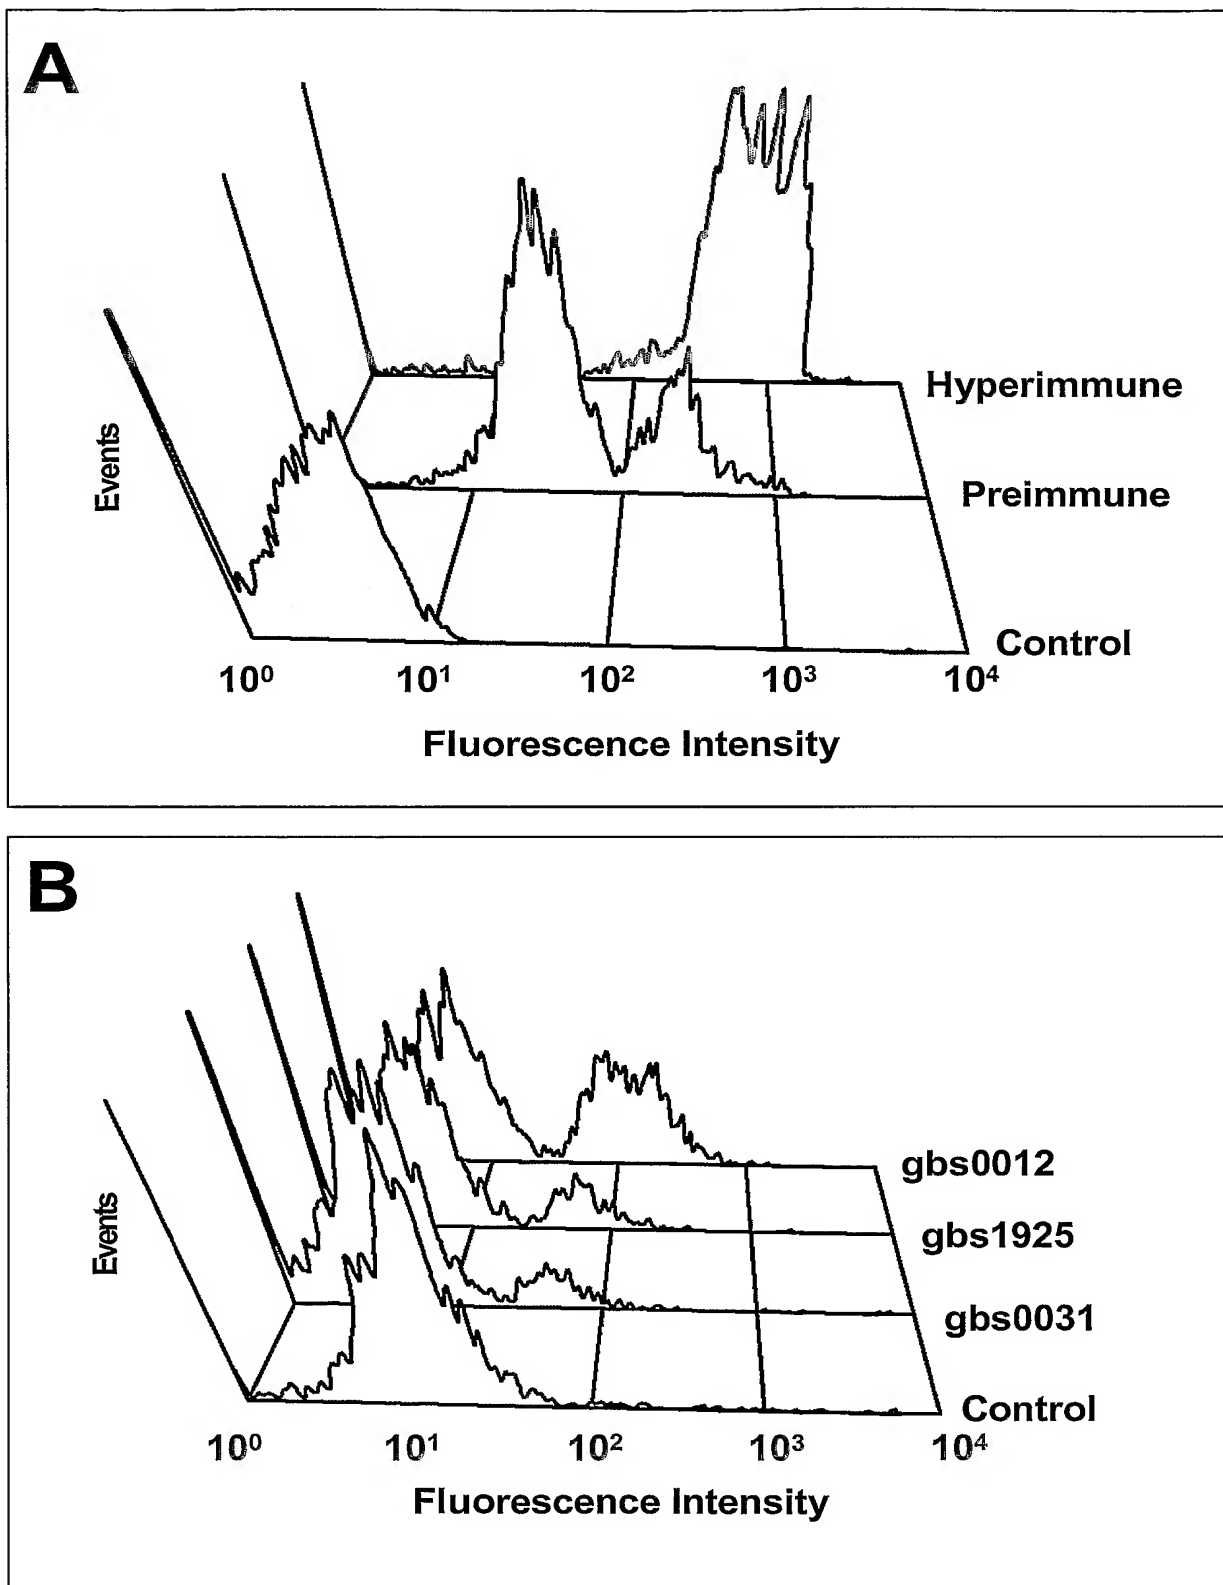 A
Hyperimmune
Preimmune
Control
Events
10⁰ 10¹ 10² 10³ 10⁴
Fluorescence Intensity
B
gbs0012
gbs1925
gbs0031
Control
Events
10⁰ 10¹ 10² 10³ 10⁴
Fluorescence Intensity